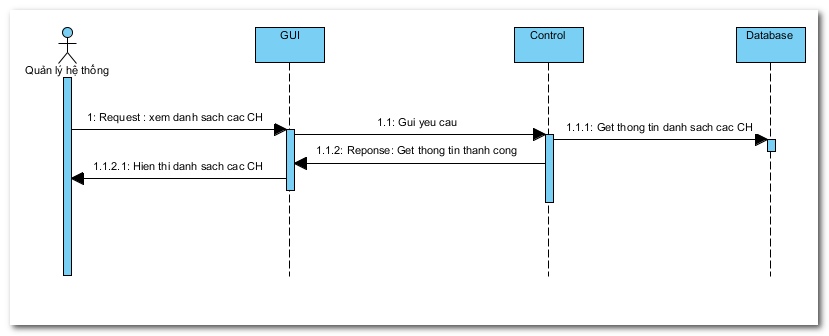 GUI
Control
Database
Quản lý hệ thống
1: Request : xem danh sach cac CH
1.1: Gui yeu cau
1.1.1: Get thong tin danh sach cac CH
1.1.2: Reponse: Get thong tin thanh cong
1.1.2.1: Hien thi danh sach cac CH